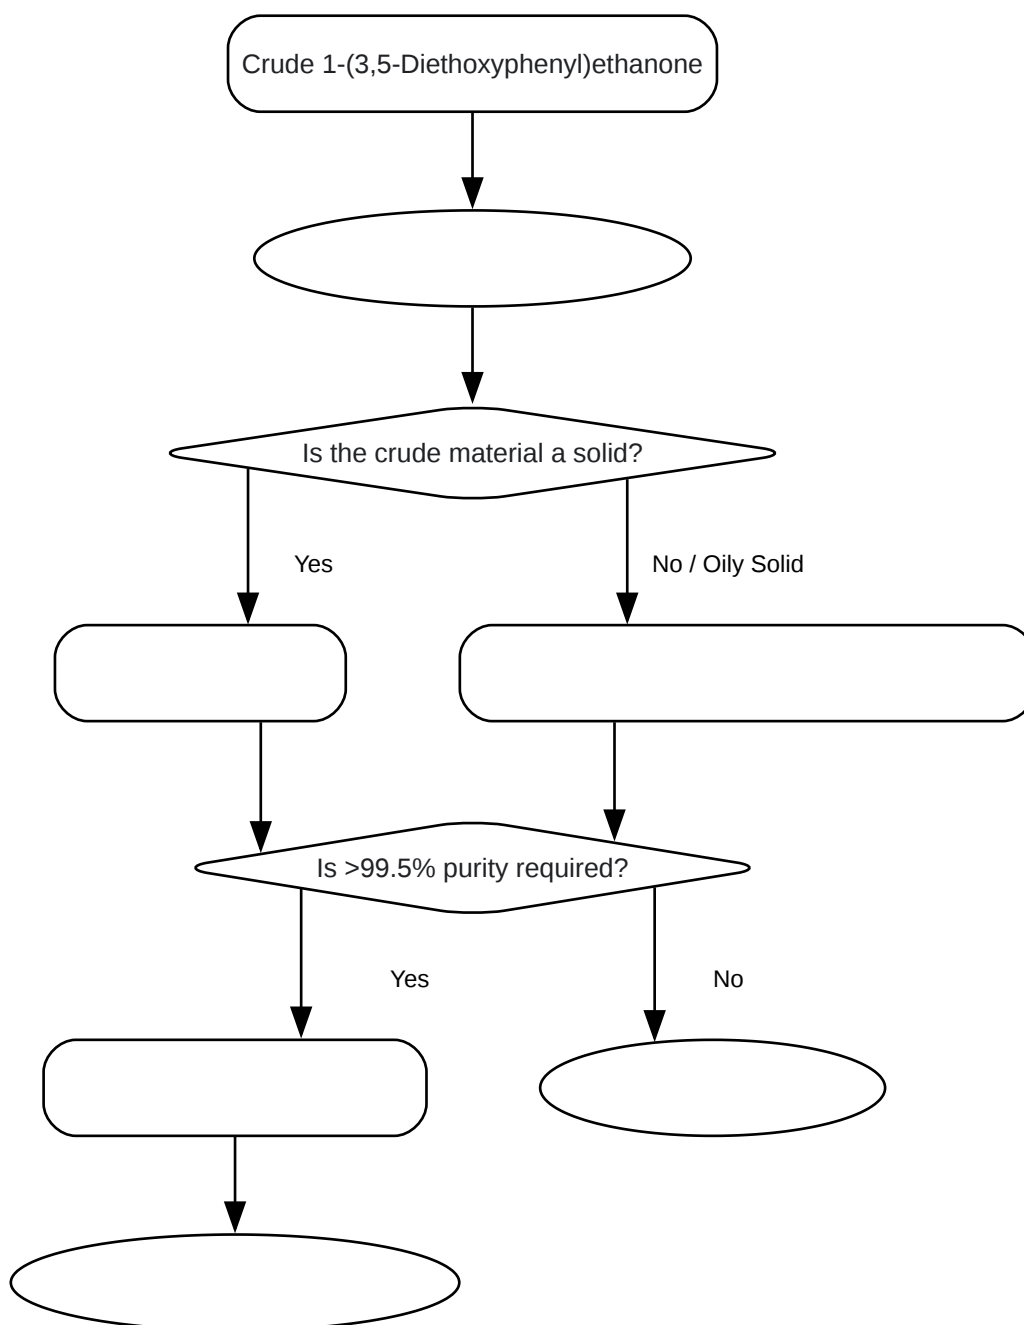 Crude 1-(3,5-Diethoxyphenyl)ethanone
Is the crude material a solid?
Yes
No / Oily Solid
Is >99.5% purity required?
Yes
No